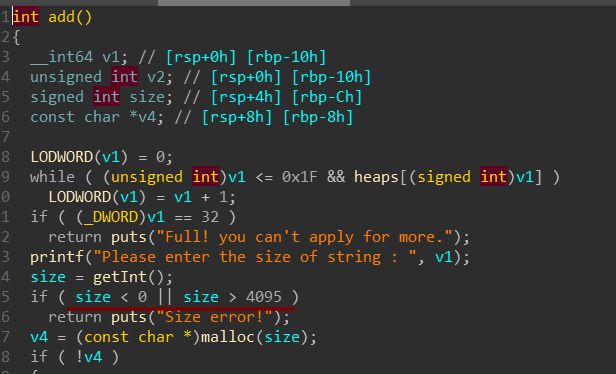 1 int add()
2 {
3   __int64 v1; // [rsp+0h] [rbp-10h]
4   unsigned int v2; // [rsp+0h] [rbp-10h]
5   signed int size; // [rsp+4h] [rbp-Ch]
6   const char *v4; // [rsp+8h] [rbp-8h]
7
8   LODWORD(v1) = 0;
9   while ( (unsigned int)v1 <= 0x1F && heaps[(signed int)v1] )
0     LODWORD(v1) = v1 + 1;
1   if ( (_DWORD)v1 == 32 )
2     return puts("Full! you can't apply for more.");
3   printf("Please enter the size of string : ", v1);
4   size = getInt();
5   if ( size < 0 || size > 4095 )
6     return puts("Size error!");
7   v4 = (const char *)malloc(size);
8   if ( !v4 )